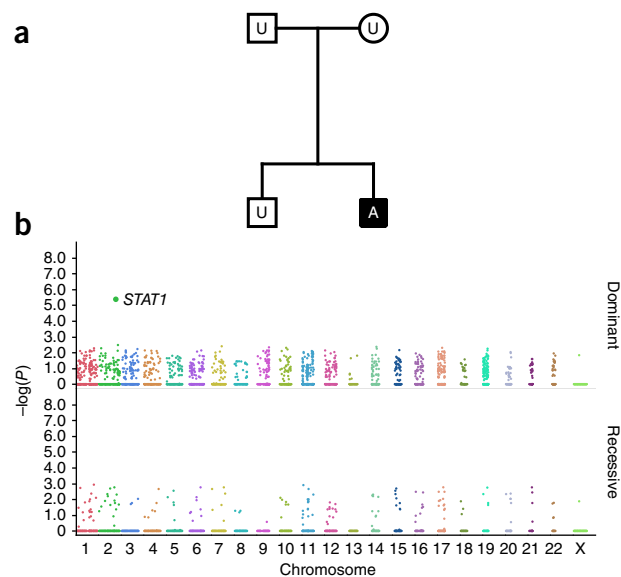 a
U U
U A
b
8.0
7.0
6.0
5.0
4.0
3.0
2.0
1.0
0
STAT1
Dominant
–log(P)
8.0
7.0
6.0
5.0
4.0
3.0
2.0
1.0
0
Recessive
1 2 3 4 5 6 7 8 9 10 11 12 13 14 15 16 17 18 19 20 21 22 X
Chromosome